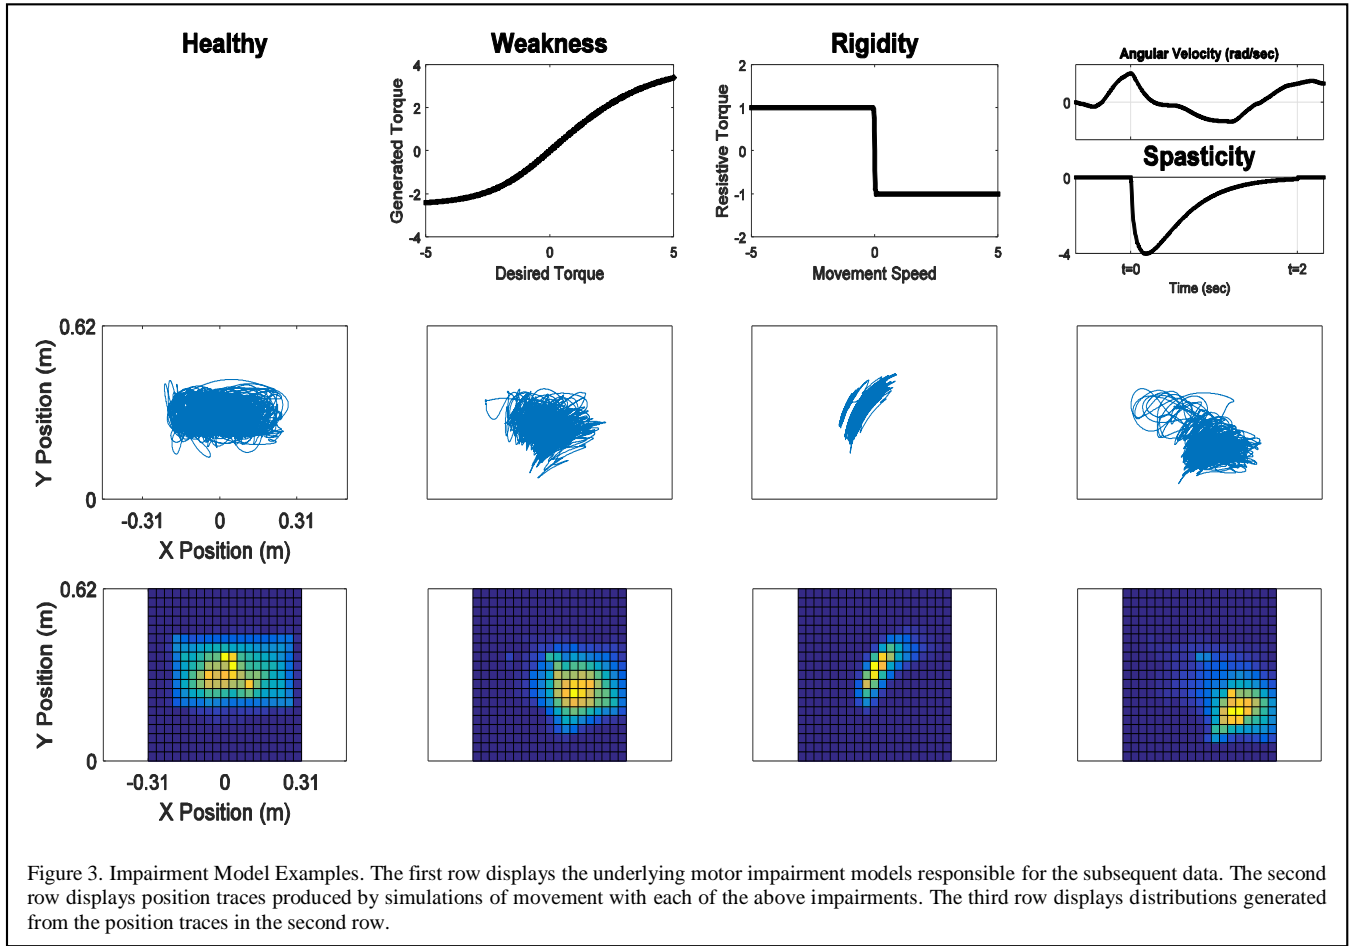 Healthy
Weakness
4
2
0
-2
-4
Generated Torque
-5
0
5
Desired Torque
Rigidity
2
1
0
-1
-2
Resistive Torque
-5
0
5
Movement Speed
Angular Velocity (rad/sec)
0
Spasticity
0
-4
t=0
t=2
Time (sec)
0.62
0
Y Position (m)
-0.31
0
0.31
X Position (m)
0.62
0
Y Position (m)
-0.31
0
0.31
X Position (m)
Figure 3. Impairment Model Examples. The first row displays the underlying motor impairment models responsible for the subsequent data. The second
row displays position traces produced by simulations of movement with each of the above impairments. The third row displays distributions generated
from the position traces in the second row.